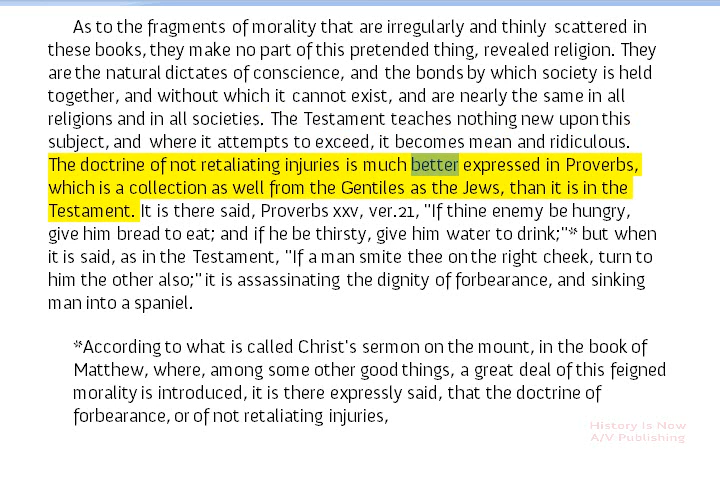 As to the fragments of morality that are irregularly and thinly scattered in
these books, they make no part of this pretended thing, revealed religion. They
are the natural dictates of conscience, and the bonds by which society is held
together, and without which it cannot exist, and are nearly the same in all
religions and in all societies. The Testament teaches nothing new upon this
subject, and where it attempts to exceed, it becomes mean and ridiculous.
The doctrine of not retaliating injuries is much better expressed in Proverbs,
which is a collection as well from the Gentiles as the Jews, than it is in the
Testament. It is there said, Proverbs xxv, ver.21, "If thine enemy be hungry,
give him bread to eat; and if he be thirsty, give him water to drink;"* but when
it is said, as in the Testament, "If a man smite thee on the right cheek, turn to
him the other also;" it is assassinating the dignity of forbearance, and sinking
man into a spaniel.
*According to what is called Christ's sermon on the mount, in the book of
Matthew, where, among some other good things, a great deal of this feigned
morality is introduced, it is there expressly said, that the doctrine of
forbearance, or of not retaliating injuries,
History Is Now
A/V Publishing